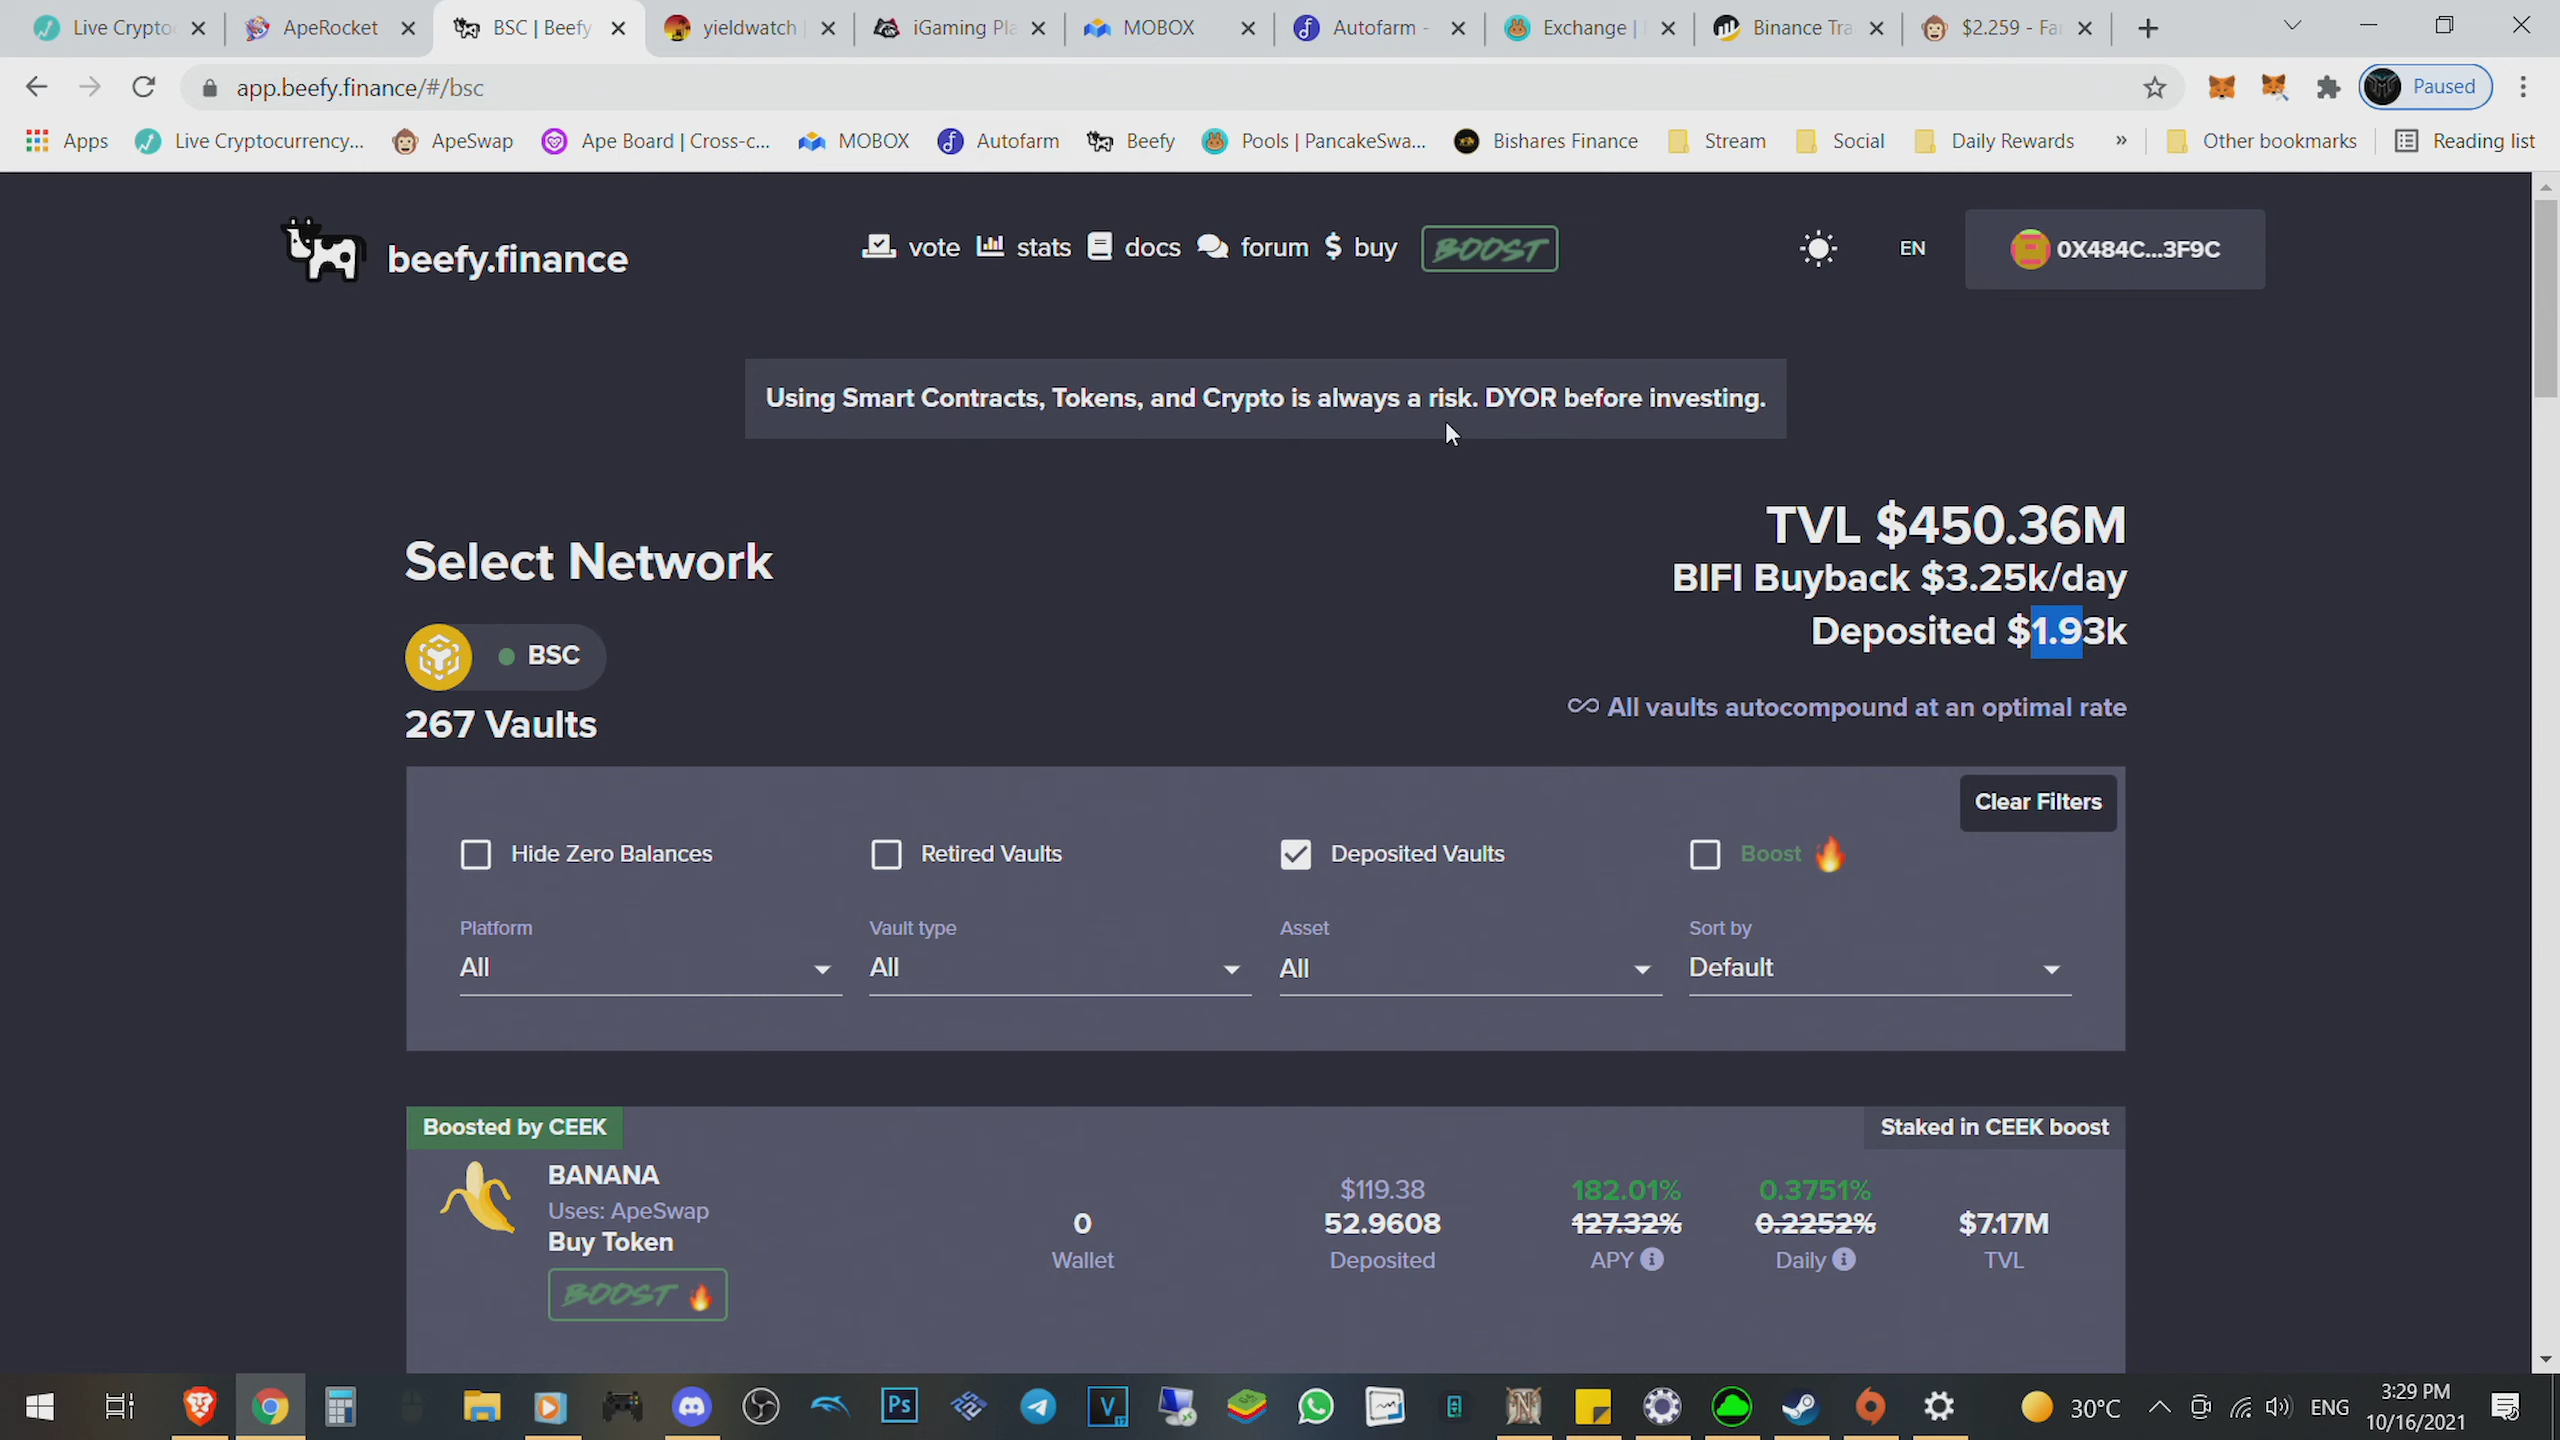 Live Crypto
ApeRocket
BSC | Beefy
yieldwatch
iGaming Pla
MOBOX
Autofarm -
Exchange |
Binance Tra
$2.259 - Fa
app.beefy.finance/#/bsc
Paused
Apps
Live Cryptocurrency...
ApeSwap
Ape Board | Cross-c...
MOBOX
Autofarm
Beefy
Pools | PancakeSwa...
Bishares Finance
Stream
Social
Daily Rewards
»
Other bookmarks
Reading list
beefy.finance
vote
stats
docs
forum
$ buy
BOOST
EN
0X484C...3F9C
Using Smart Contracts, Tokens, and Crypto is always a risk. DYOR before investing.
Select Network
TVL $450.36M
BIFI Buyback $3.25k/day
Deposited $1.93k
BSC
267 Vaults
All vaults autocompound at an optimal rate
Clear Filters
Hide Zero Balances
Retired Vaults
Deposited Vaults
Boost
Platform
All
Vault type
All
Asset
All
Sort by
Default
Boosted by CEEK
Staked in CEEK boost
BANANA
Uses: ApeSwap
Buy Token
BOOST
0
Wallet
$119.38
52.9608
Deposited
182.01%
127.32%
APY
0.3751%
0.2252%
Daily
$7.17M
TVL
Ps
V
17
30°C
ENG
3:29 PM
10/16/2021